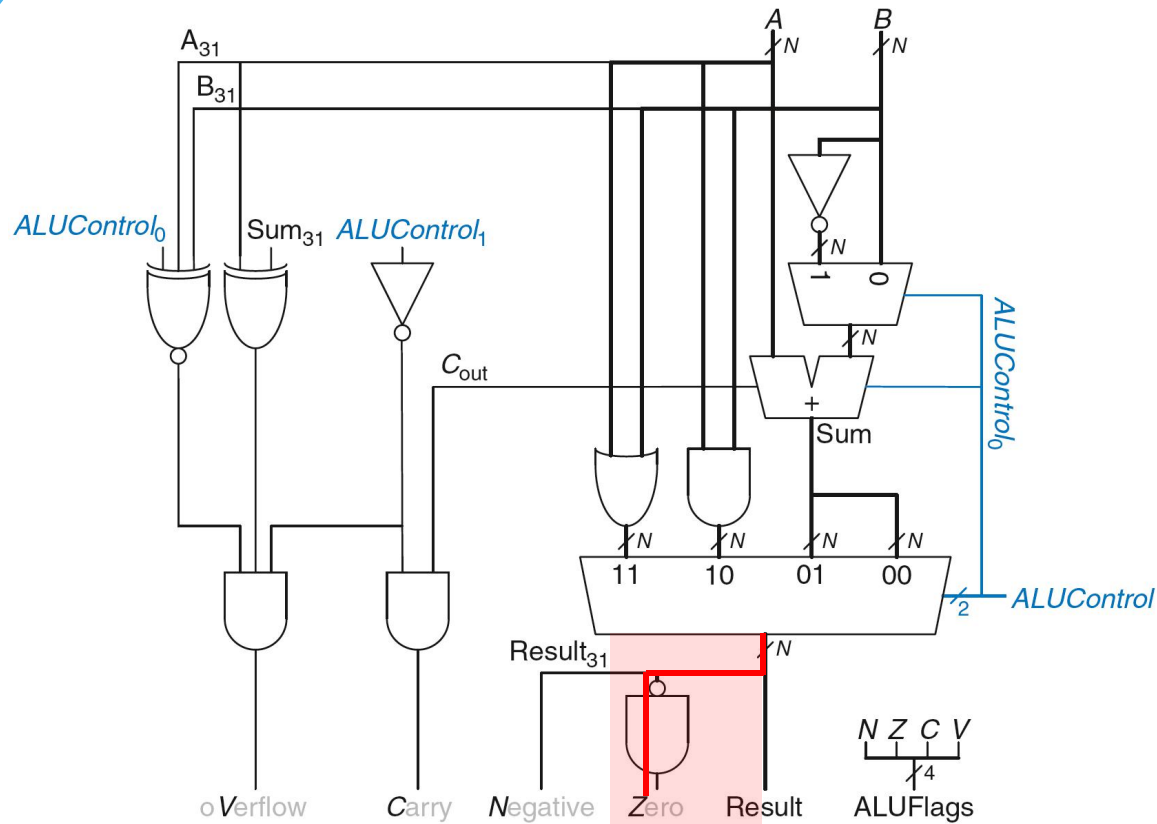 A B
N N
A31
B31
ALUControl0 Sum31 ALUControl1
N
1 0
N
ALUControl0
Cout
+
Sum
N N N N
11 10 01 00
2 ALUControl
Result31 N
N Z C V
4
oVerflow Carry Negative Zero Result ALUFlags